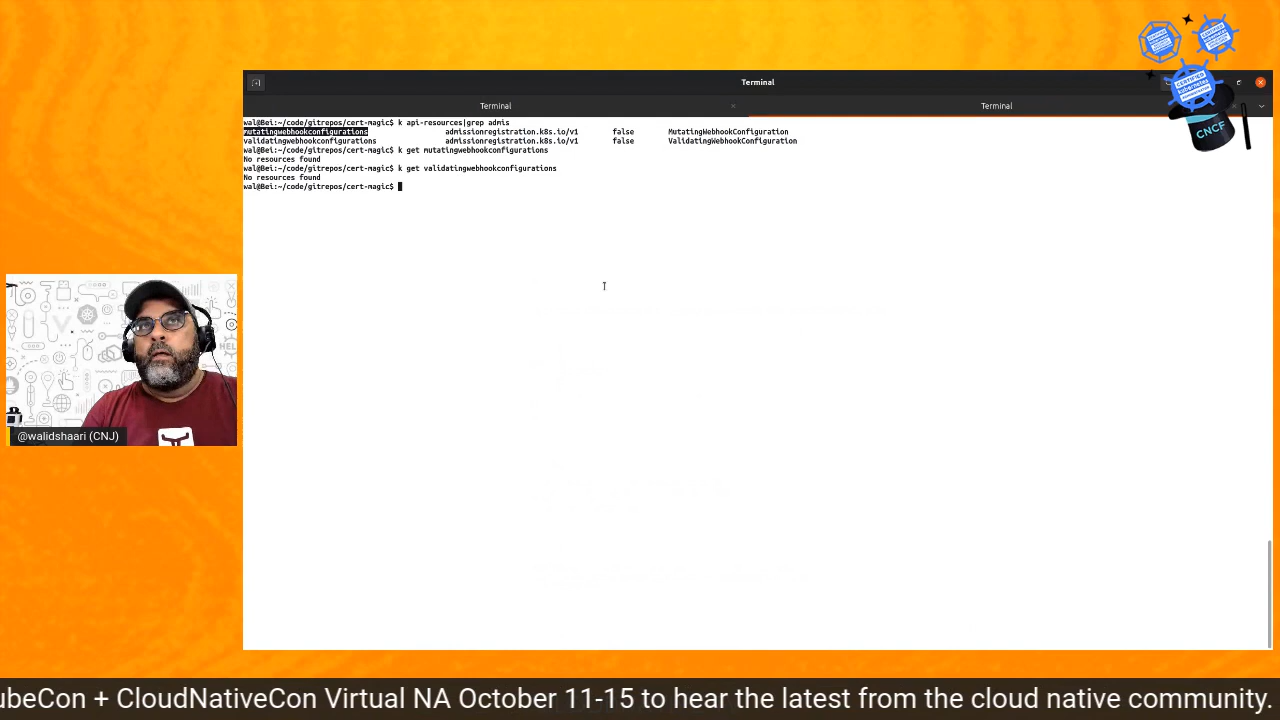 Terminal
Terminal
Terminal
wal@Bei:~/code/gitrepos/cert-magic$ k api-resources|grep admis
mutatingwebhookconfigurations admissionregistration.k8s.io/v1 false MutatingWebhookConfiguration
validatingwebhookconfigurations admissionregistration.k8s.io/v1 false ValidatingWebhookConfiguration
wal@Bei:~/code/gitrepos/cert-magic$ k get mutatingwebhookconfigurations
No resources found
wal@Bei:~/code/gitrepos/cert-magic$ k get validatingwebhookconfigurations
No resources found
wal@Bei:~/code/gitrepos/cert-magic$
CERTIFIED
kubernetes
CNCF
@walidshaari (CNJ)
ubeCon + CloudNativeCon Virtual NA October 11-15 to hear the latest from the cloud native community.